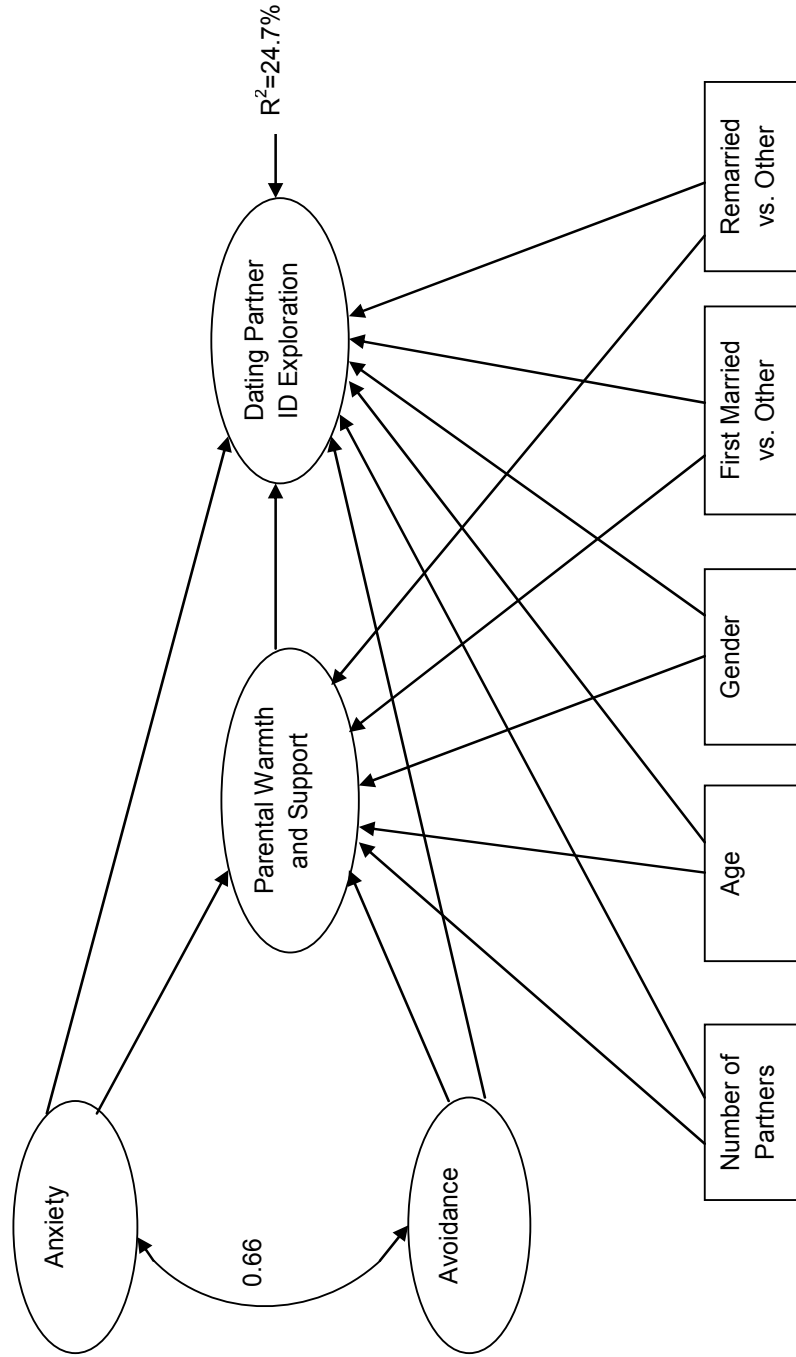 Anxiety
0.66
Avoidance
Parental Warmth
and Support
Dating Partner
ID Exploration
R²=24.7%
Number of
Partners
Age
Gender
First Married
vs. Other
Remarried
vs. Other